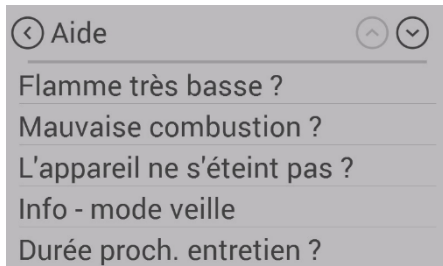 Aide
Flamme très basse ?
Mauvaise combustion ?
L'appareil ne s'éteint pas ?
Info - mode veille
Durée proch. entretien ?